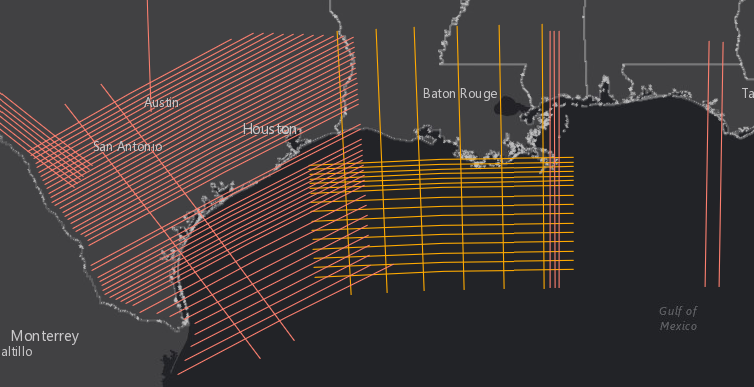 Austin
Baton Rouge
Ta
Houston
San Antonio
Gulf of
Mexico
Monterrey
altillo